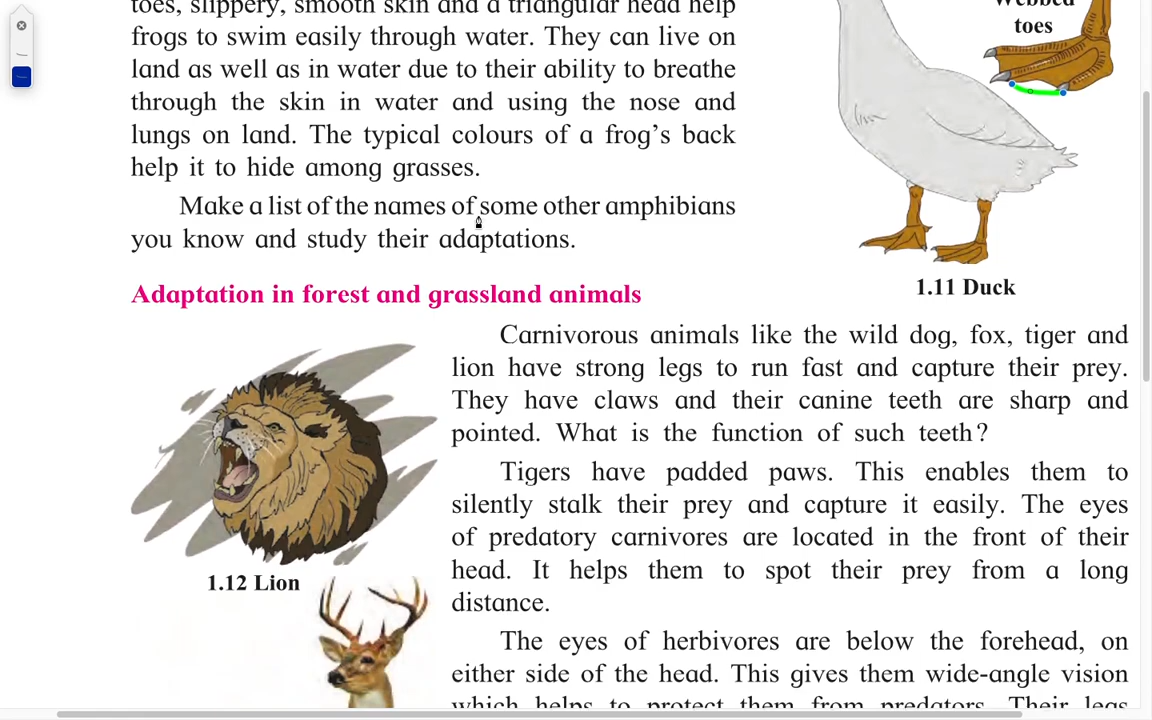 toes, slippery, smooth skin and a triangular head help
frogs to swim easily through water. They can live on
land as well as in water due to their ability to breathe
through the skin in water and using the nose and
lungs on land. The typical colours of a frog's back
help it to hide among grasses.
Make a list of the names of some other amphibians
you know and study their adaptations.
Webbed
toes
1.11 Duck
Adaptation in forest and grassland animals
Carnivorous animals like the wild dog, fox, tiger and
lion have strong legs to run fast and capture their prey.
They have claws and their canine teeth are sharp and
pointed. What is the function of such teeth?
Tigers have padded paws. This enables them to
silently stalk their prey and capture it easily. The eyes
of predatory carnivores are located in the front of their
head. It helps them to spot their prey from a long
distance.
1.12 Lion
The eyes of herbivores are below the forehead, on
either side of the head. This gives them wide-angle vision
which helps to protect them from predators. Their legs